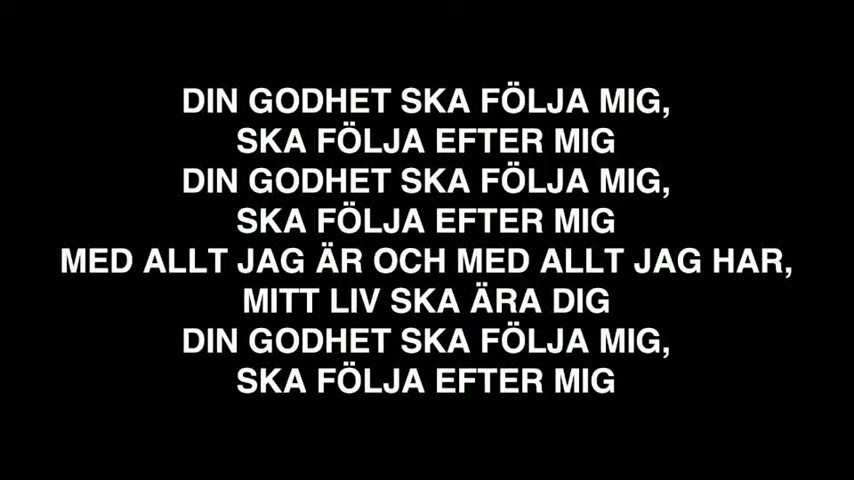 DIN GODHET SKA FÖLJA MIG,
SKA FÖLJA EFTER MIG
DIN GODHET SKA FÖLJA MIG,
SKA FÖLJA EFTER MIG
MED ALLT JAG ÄR OCH MED ALLT JAG HAR,
MITT LIV SKA ÄRA DIG
DIN GODHET SKA FÖLJA MIG,
SKA FÖLJA EFTER MIG